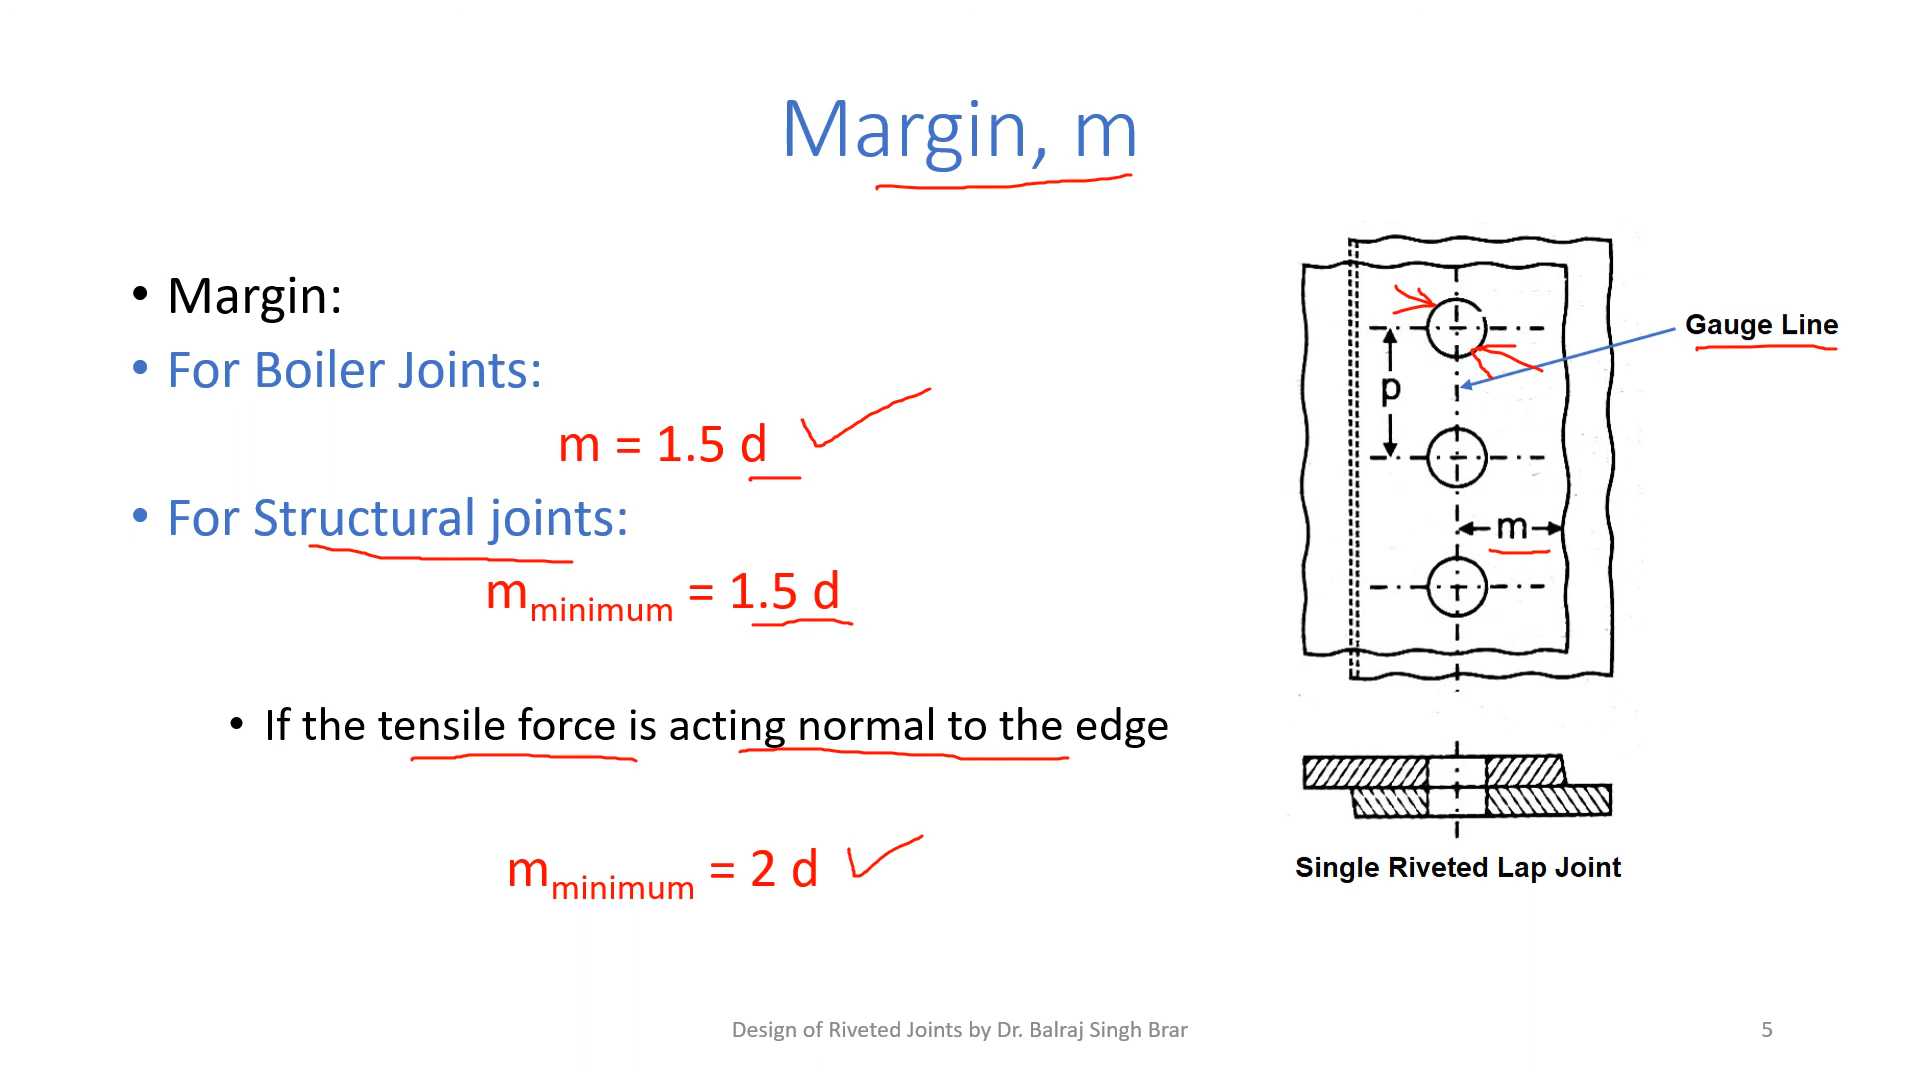 Margin, m
• Margin:
• For Boiler Joints:
m = 1.5 d
• For Structural joints:
mminimum = 1.5 d
• If the tensile force is acting normal to the edge
mminimum = 2 d
Gauge Line
p
m
Single Riveted Lap Joint
Design of Riveted Joints by Dr. Balraj Singh Brar
5